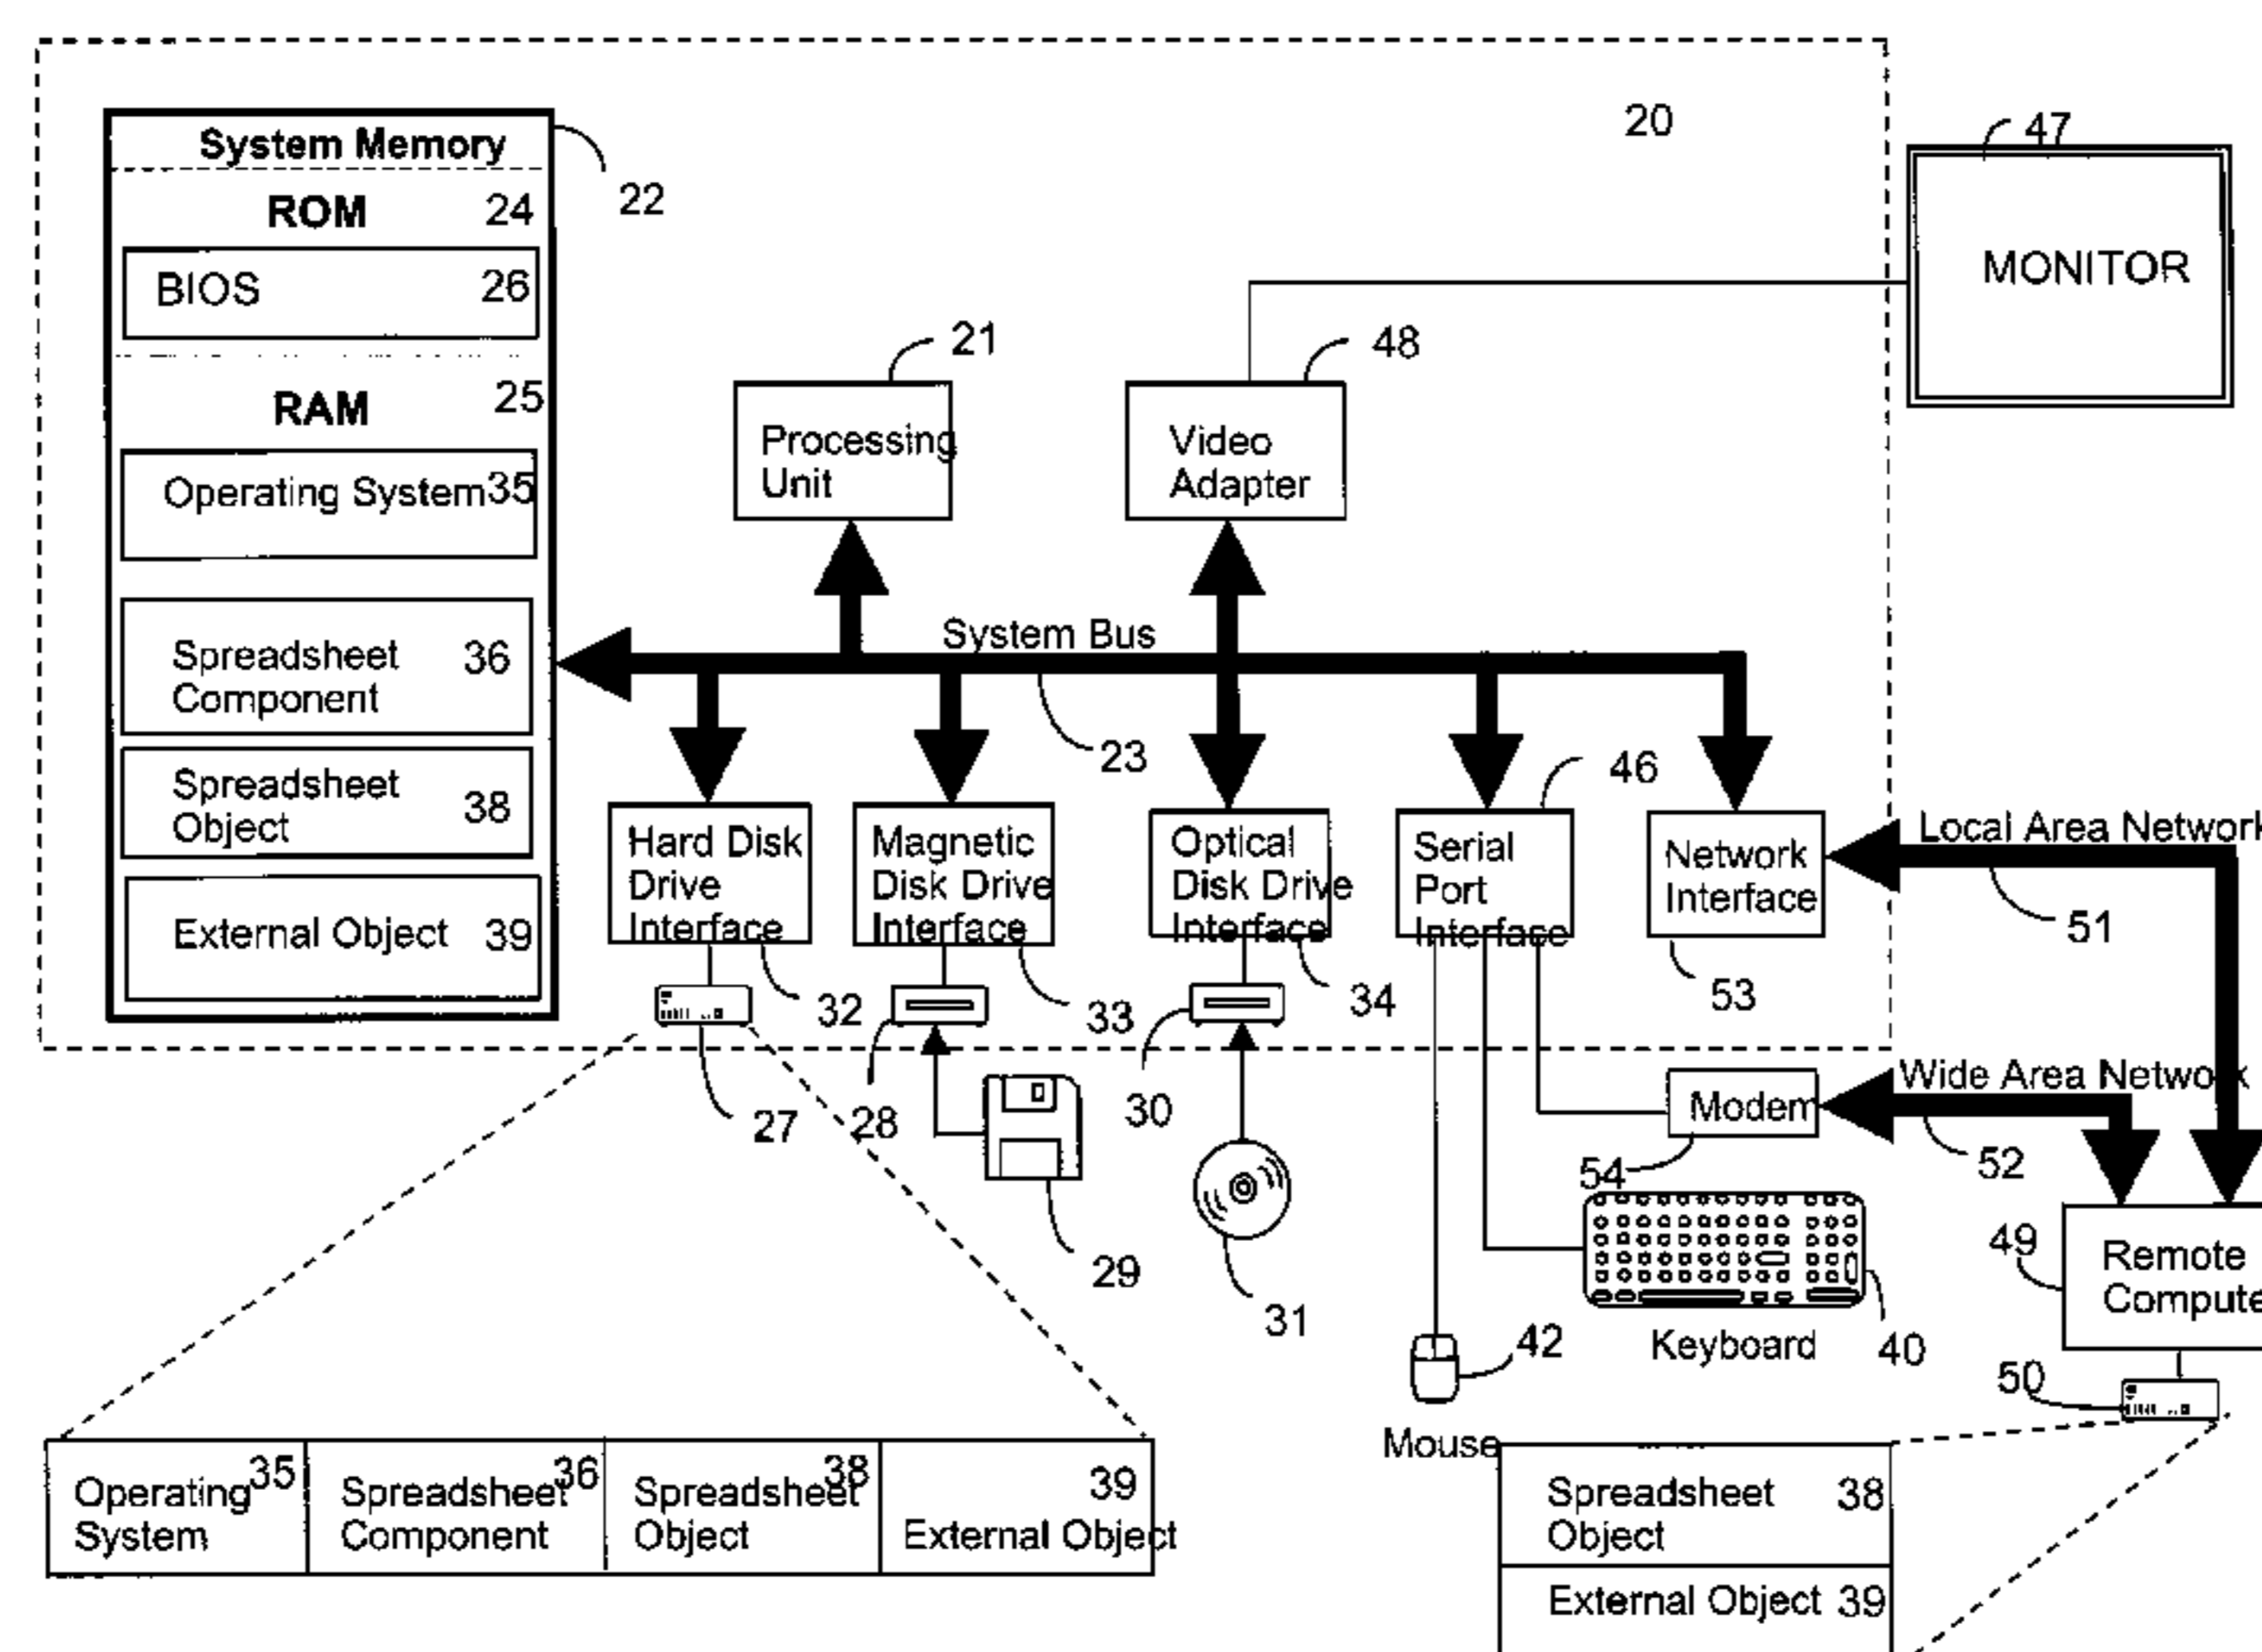 20
47
System Memory
22
ROM 24
MONITOR
BIOS 26
21
48
RAM 25
Processing
Unit
Video
Adapter
Operating System 35
System Bus
Spreadsheet
Component 36
23
46
Spreadsheet
Object 38
Hard Disk
Drive
Interface
Magnetic
Disk Drive
Interface
Optical
Disk Drive
Interface
Serial
Port
Interface
Network
Interface
Local Area Network
51
External Object 39
32
33
34
53
Wide Area Network
27
28
30
Modem
52
54
29
31
49
Remote
Compute
42
Keyboard
40
50
Mouse
Operating
System 35
Spreadsheet
Component 36
Spreadsheet
Object 38
39
External Object
Spreadsheet
Object 38
External Object 39